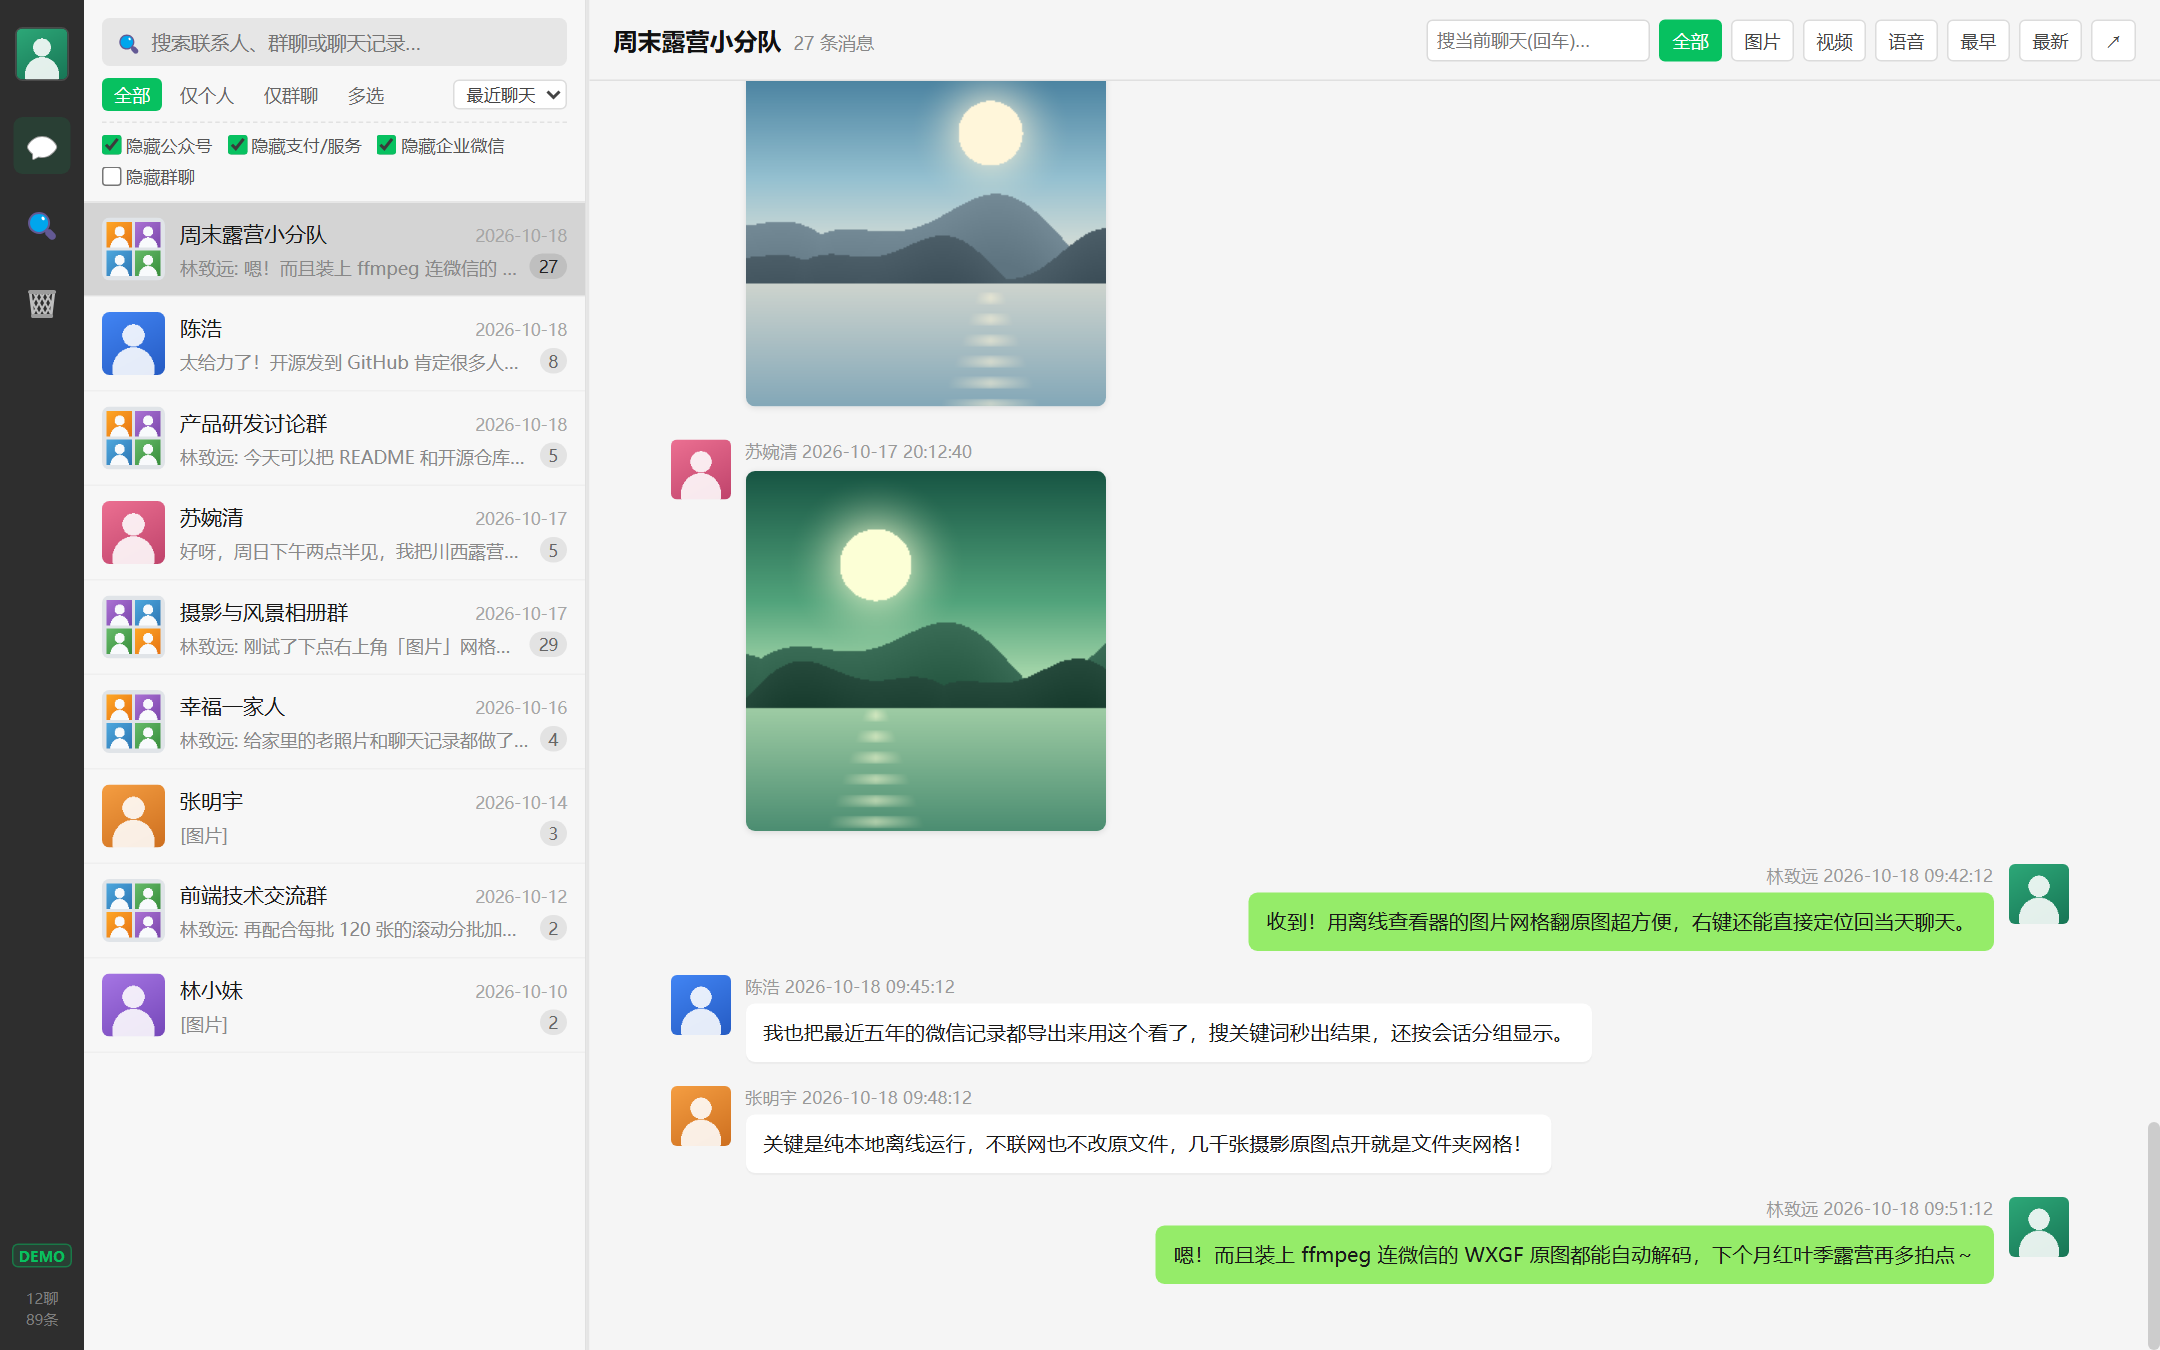 搜索联系人、群聊或聊天记录...
全部 仅个人 仅群聊 多选 最近聊天
隐藏公众号 隐藏支付/服务 隐藏企业微信
隐藏群聊
周末露营小分队 2026-10-18
林致远: 嗯！而且装上 ffmpeg 连微信的 ... 27
陈浩 2026-10-18
太给力了！开源发到 GitHub 肯定很多人... 8
产品研发讨论群 2026-10-18
林致远: 今天可以把 README 和开源仓库... 5
苏婉清 2026-10-17
好呀，周日下午两点半见，我把川西露营... 5
摄影与风景相册群 2026-10-17
林致远: 刚试了下点右上角「图片」网格... 29
幸福一家人 2026-10-16
林致远: 给家里的老照片和聊天记录都做了... 4
张明宇 2026-10-14
[图片] 3
前端技术交流群 2026-10-12
林致远: 再配合每批 120 张的滚动分批加... 2
林小妹 2026-10-10
[图片] 2
DEMO
12聊
89条
周末露营小分队 27 条消息
搜当前聊天(回车)... 全部 图片 视频 语音 最早 最新 ↗
苏婉清 2026-10-17 20:12:40
林致远 2026-10-18 09:42:12
收到！用离线查看器的图片网格翻原图超方便，右键还能直接定位回当天聊天。
陈浩 2026-10-18 09:45:12
我也把最近五年的微信记录都导出来用这个看了，搜关键词秒出结果，还按会话分组显示。
张明宇 2026-10-18 09:48:12
关键是纯本地离线运行，不联网也不改原文件，几千张摄影原图点开就是文件夹网格！
林致远 2026-10-18 09:51:12
嗯！而且装上 ffmpeg 连微信的 WXGF 原图都能自动解码，下个月红叶季露营再多拍点～